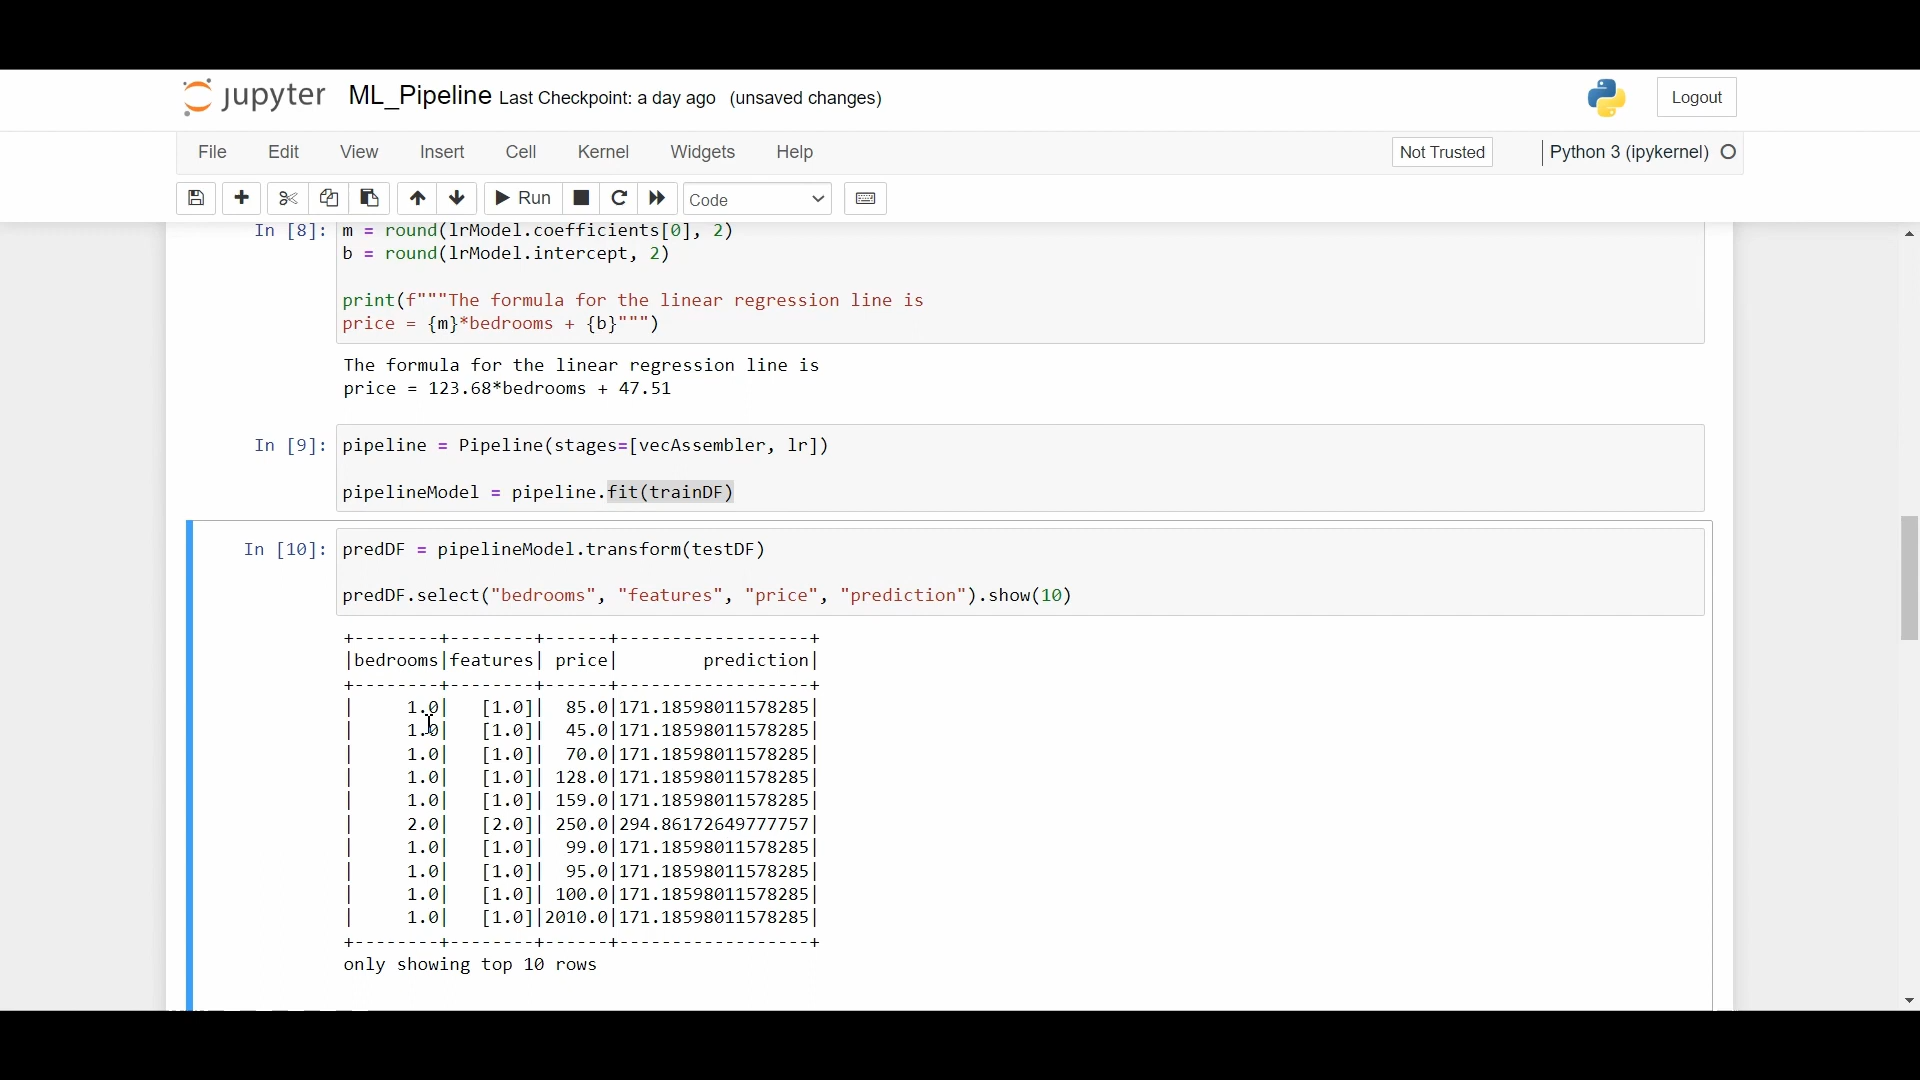 jupyter ML_Pipeline Last Checkpoint: a day ago (unsaved changes) Logout
File Edit View Insert Cell Kernel Widgets Help Not Trusted Python 3 (ipykernel)
Run Code
In [8]: m = round(lrModel.coefficients[0], 2)
b = round(lrModel.intercept, 2)
print(f"""The formula for the linear regression line is
price = {m}*bedrooms + {b}""")
The formula for the linear regression line is
price = 123.68*bedrooms + 47.51
In [9]: pipeline = Pipeline(stages=[vecAssembler, lr])
pipelineModel = pipeline.fit(trainDF)
In [10]: predDF = pipelineModel.transform(testDF)
predDF.select("bedrooms", "features", "price", "prediction").show(10)
+--------+--------+------+------------------+
|bedrooms|features| price|        prediction|
+--------+--------+------+------------------+
|     1.0|   [1.0]|  85.0|171.18598011578285|
|     1.0|   [1.0]|  45.0|171.18598011578285|
|     1.0|   [1.0]|  70.0|171.18598011578285|
|     1.0|   [1.0]| 128.0|171.18598011578285|
|     1.0|   [1.0]| 159.0|171.18598011578285|
|     2.0|   [2.0]| 250.0|294.86172649777757|
|     1.0|   [1.0]|  99.0|171.18598011578285|
|     1.0|   [1.0]|  95.0|171.18598011578285|
|     1.0|   [1.0]| 100.0|171.18598011578285|
|     1.0|   [1.0]|2010.0|171.18598011578285|
+--------+--------+------+------------------+
only showing top 10 rows